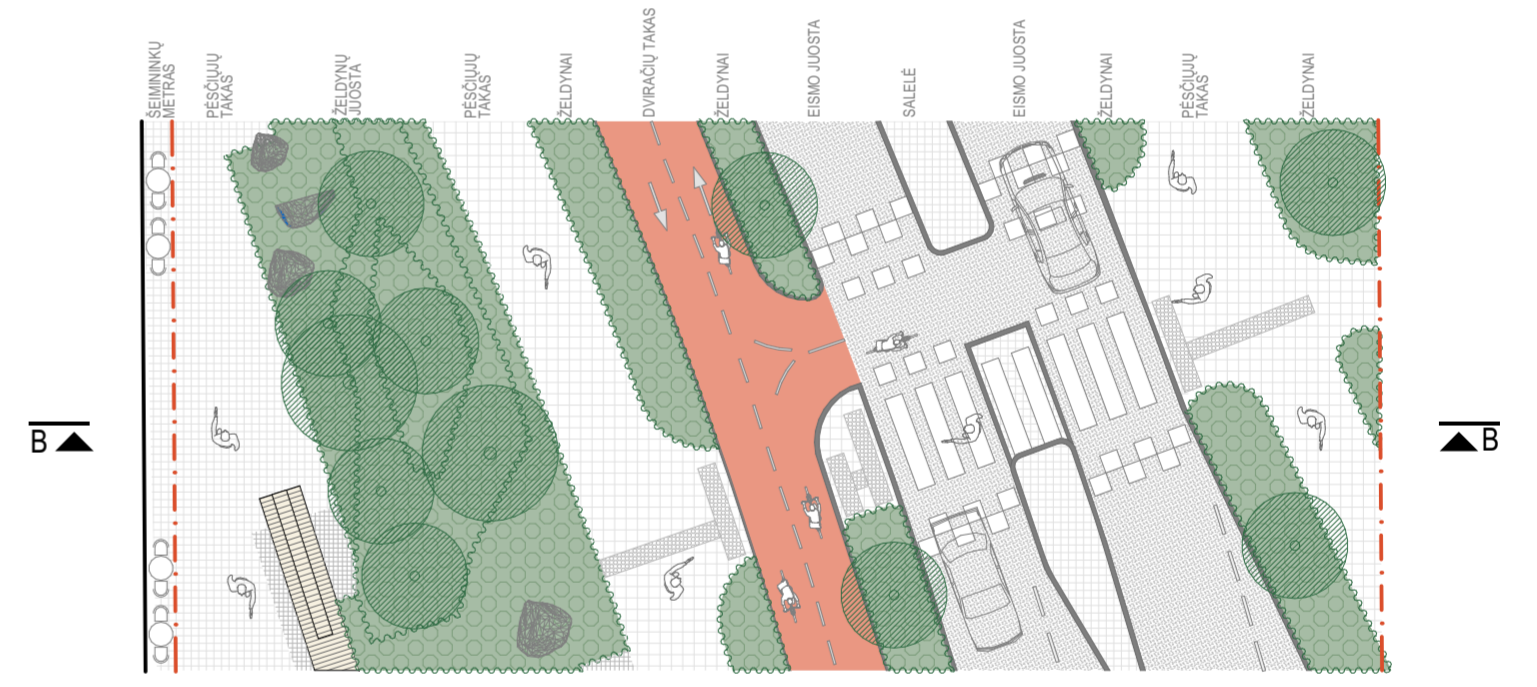 ŠEIMININKŲ
METRAS
PĖSČIŲJŲ
TAKAS
ŽELDYNŲ
JUOSTA
PĖSČIŲJŲ
TAKAS
ŽELDYNAI
DVIRAČIŲ TAKAS
ŽELDYNAI
EISMO JUOSTA
SALELĖ
EISMO JUOSTA
ŽELDYNAI
PĖSČIŲJŲ
TAKAS
ŽELDYNAI
B
B